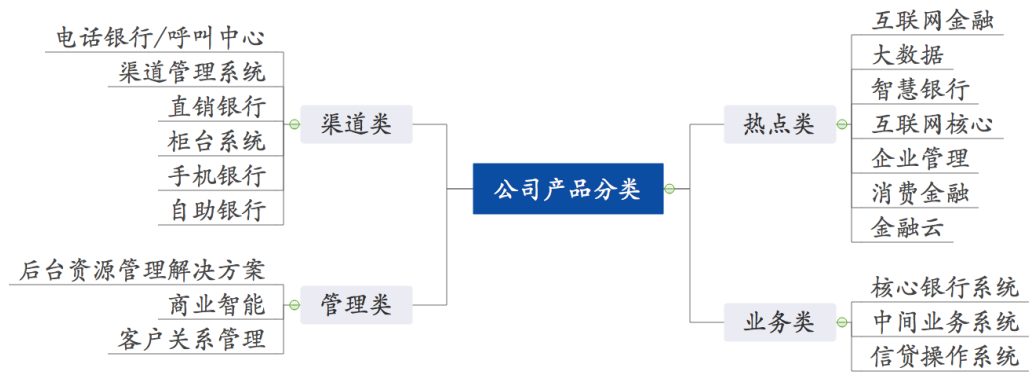 公司产品分类
渠道类
电话银行/呼叫中心
渠道管理系统
直销银行
柜台系统
手机银行
自助银行
管理类
后台资源管理解决方案
商业智能
客户关系管理
热点类
互联网金融
大数据
智慧银行
互联网核心
企业管理
消费金融
金融云
业务类
核心银行系统
中间业务系统
信贷操作系统